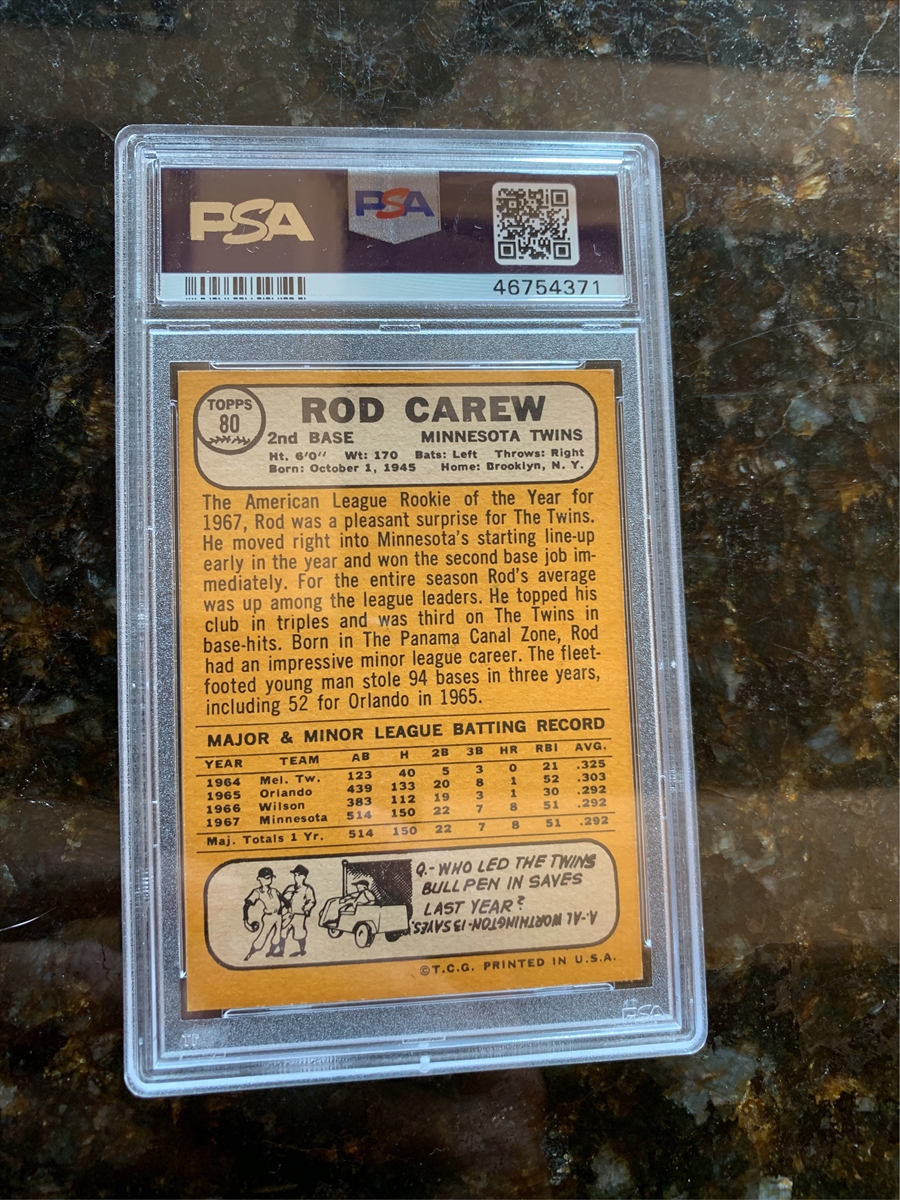 PSA PSA
46754371
TOPPS
80
ROD CAREW
2nd BASE MINNESOTA TWINS
Ht. 6'0" Wt: 170 Bats: Left Throws: Right
Born: October 1, 1945 Home: Brooklyn, N. Y.
The American League Rookie of the Year for
1967, Rod was a pleasant surprise for The Twins.
He moved right into Minnesota's starting line-up
early in the year and won the second base job im-
mediately. For the entire season Rod's average
was up among the league leaders. He topped his
club in triples and was third on The Twins in
base-hits. Born in The Panama Canal Zone, Rod
had an impressive minor league career. The fleet-
footed young man stole 94 bases in three years,
including 52 for Orlando in 1965.
MAJOR & MINOR LEAGUE BATTING RECORD
YEAR TEAM AB H 2B 3B HR RBI AVG.
1964 Mel. Tw. 123 40 5 3 0 21 .325
1965 Orlando 439 133 20 8 1 52 .303
1966 Wilson 383 112 19 3 1 30 .292
1967 Minnesota 514 150 22 7 8 51 .292
Maj. Totals 1 Yr. 514 150 22 7 8 51 .292
Q.-WHO LED THE TWINS
BULLPEN IN SAVES
LAST YEAR?
A-AL WORTHINGTON-13 SAVES.
©T.C.G. PRINTED IN U.S.A.
PSA